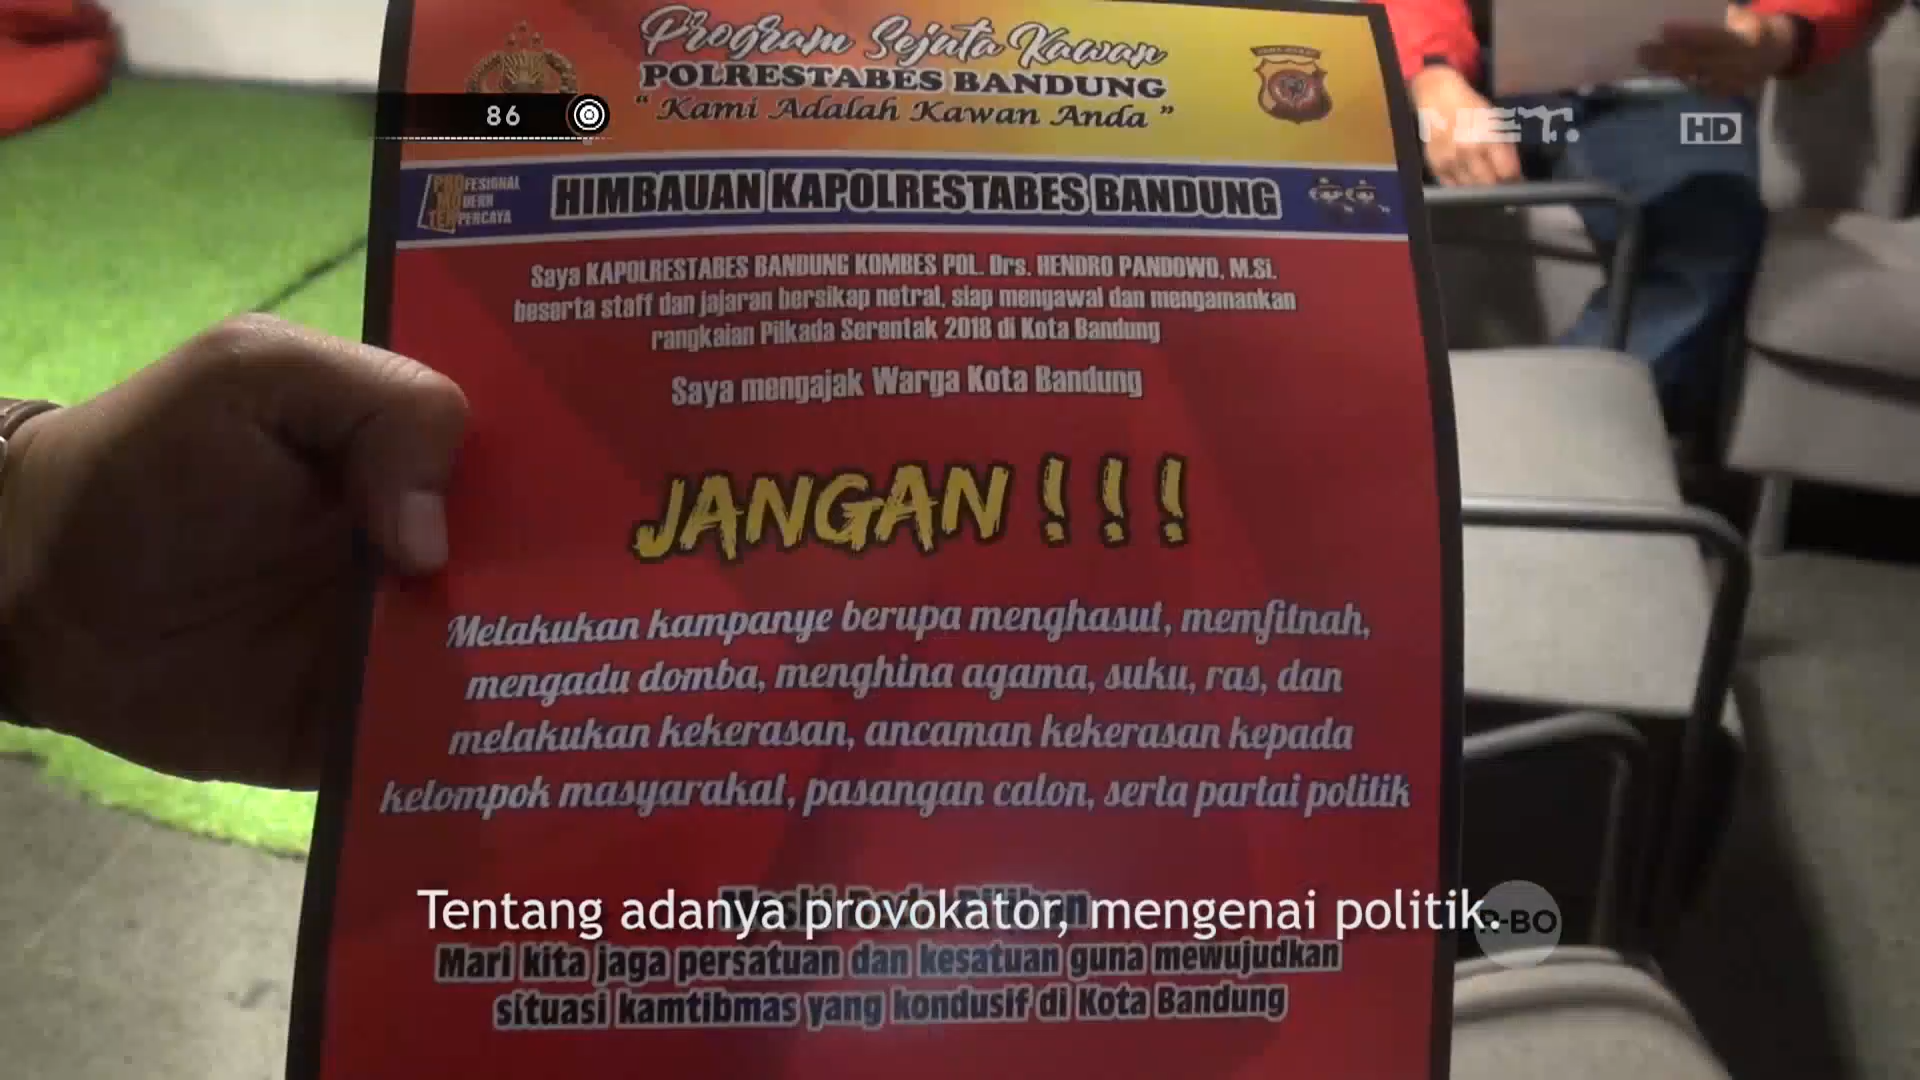 Program Sejuta Kawan
POLRESTABES BANDUNG
“Kami Adalah Kawan Anda”
86
NET.
HD
PROFESIONAL
MODERN
TERPERCAYA
HIMBAUAN KAPOLRESTABES BANDUNG
Saya KAPOLRESTABES BANDUNG KOMBES POL. Drs. HENDRO PANDOWO, M.Si.
beserta staff dan jajaran bersikap netral, siap mengawal dan mengamankan
rangkaian Pilkada Serentak 2018 di Kota Bandung
Saya mengajak Warga Kota Bandung
JANGAN ! ! !
Melakukan kampanye berupa menghasut, memfitnah,
mengadu domba, menghina agama, suku, ras, dan
melakukan kekerasan, ancaman kekerasan kepada
kelompok masyarakat, pasangan calon, serta partai politik
Tentang adanya provokator, mengenai politik.
R-BO
Mari kita jaga persatuan dan kesatuan guna mewujudkan
situasi kamtibmas yang kondusif di Kota Bandung